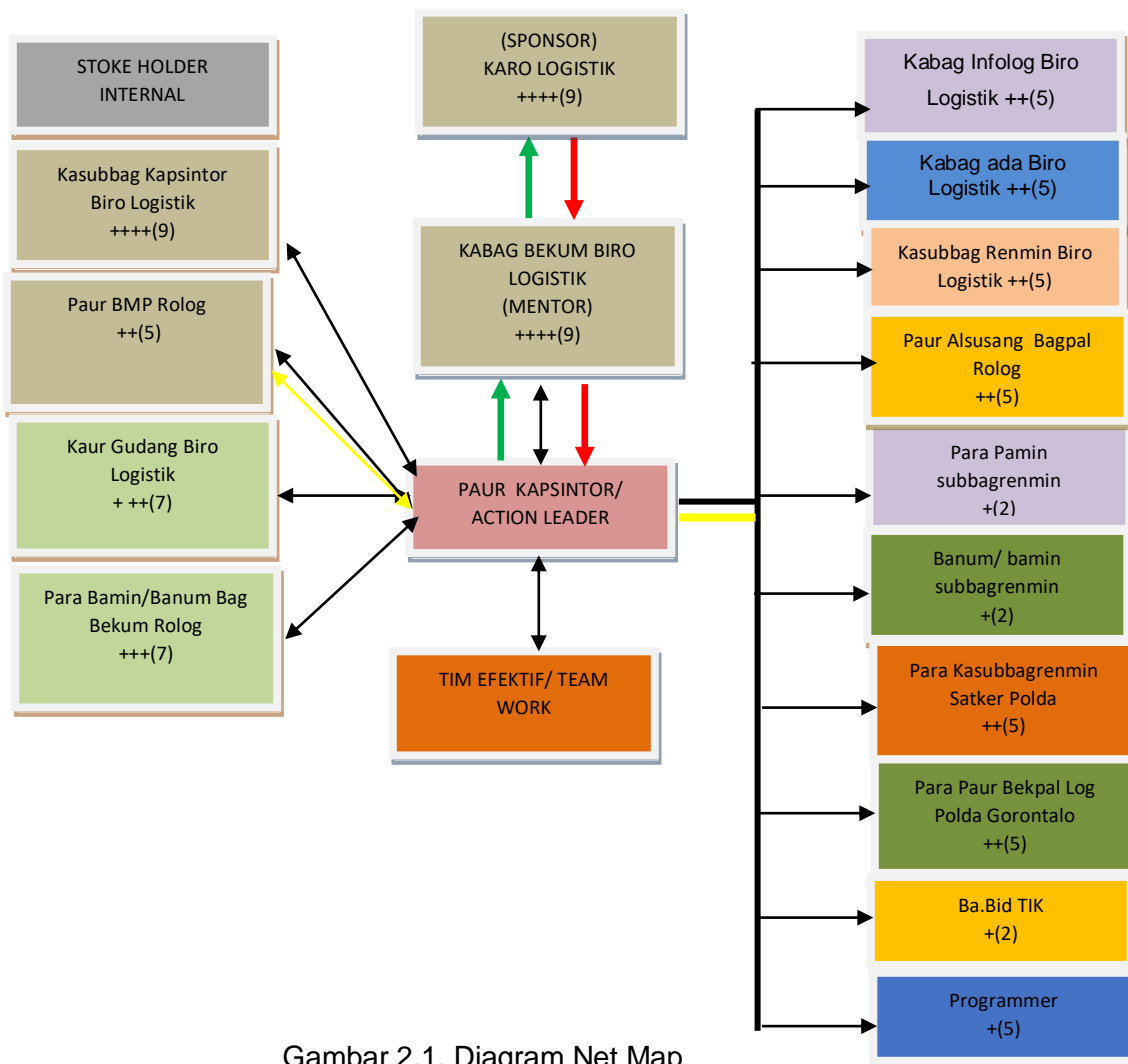 STOKE HOLDER
INTERNAL
Kasubbag Kapsintor
Biro Logistik
++++(9)
Paur BMP Rolog
++(5)
Kaur Gudang Biro
Logistik
+ ++(7)
Para Bamin/Banum Bag
Bekum Rolog
+++(7)
(SPONSOR)
KARO LOGISTIK
++++(9)
KABAG BEKUM BIRO
LOGISTIK
(MENTOR)
++++(9)
PAUR KAPSINTOR/
ACTION LEADER
TIM EFEKTIF/ TEAM
WORK
Kabag Infolog Biro
Logistik ++(5)
Kabag ada Biro
Logistik ++(5)
Kasubbag Renmin Biro
Logistik ++(5)
Paur Alsusang Bagpal
Rolog
++(5)
Para Pamin
subbagrenmin
+(2)
Banum/ bamin
subbagrenmin
+(2)
Para Kasubbagrenmin
Satker Polda
++(5)
Para Paur Bekpal Log
Polda Gorontalo
++(5)
Ba.Bid TIK
+(2)
Programmer
+(5)
Gambar 2.1. Diagram Net Map